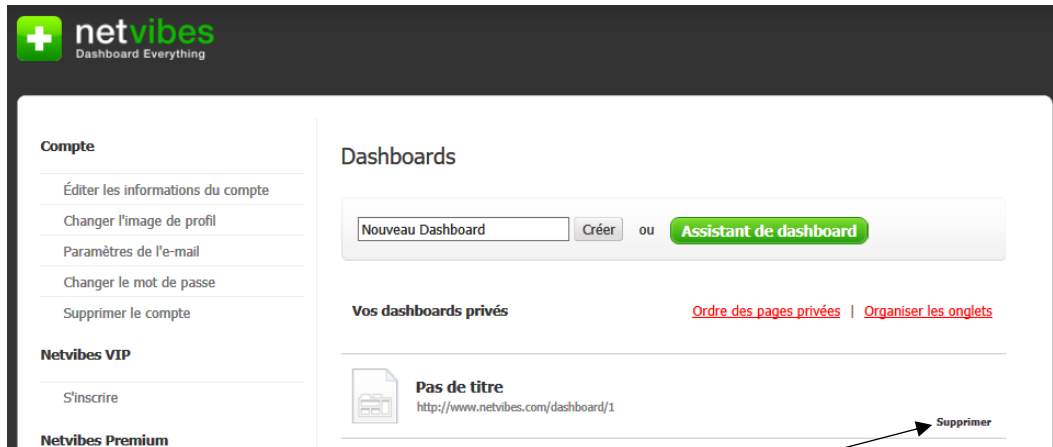 netvibes
Dashboard Everything
Compte
Éditer les informations du compte
Changer l'image de profil
Paramètres de l'e-mail
Changer le mot de passe
Supprimer le compte
Netvibes VIP
S'inscrire
Netvibes Premium
Dashboards
Nouveau Dashboard Créer ou Assistant de dashboard
Vos dashboards privés Ordre des pages privées | Organiser les onglets
Pas de titre
http://www.netvibes.com/dashboard/1
Supprimer